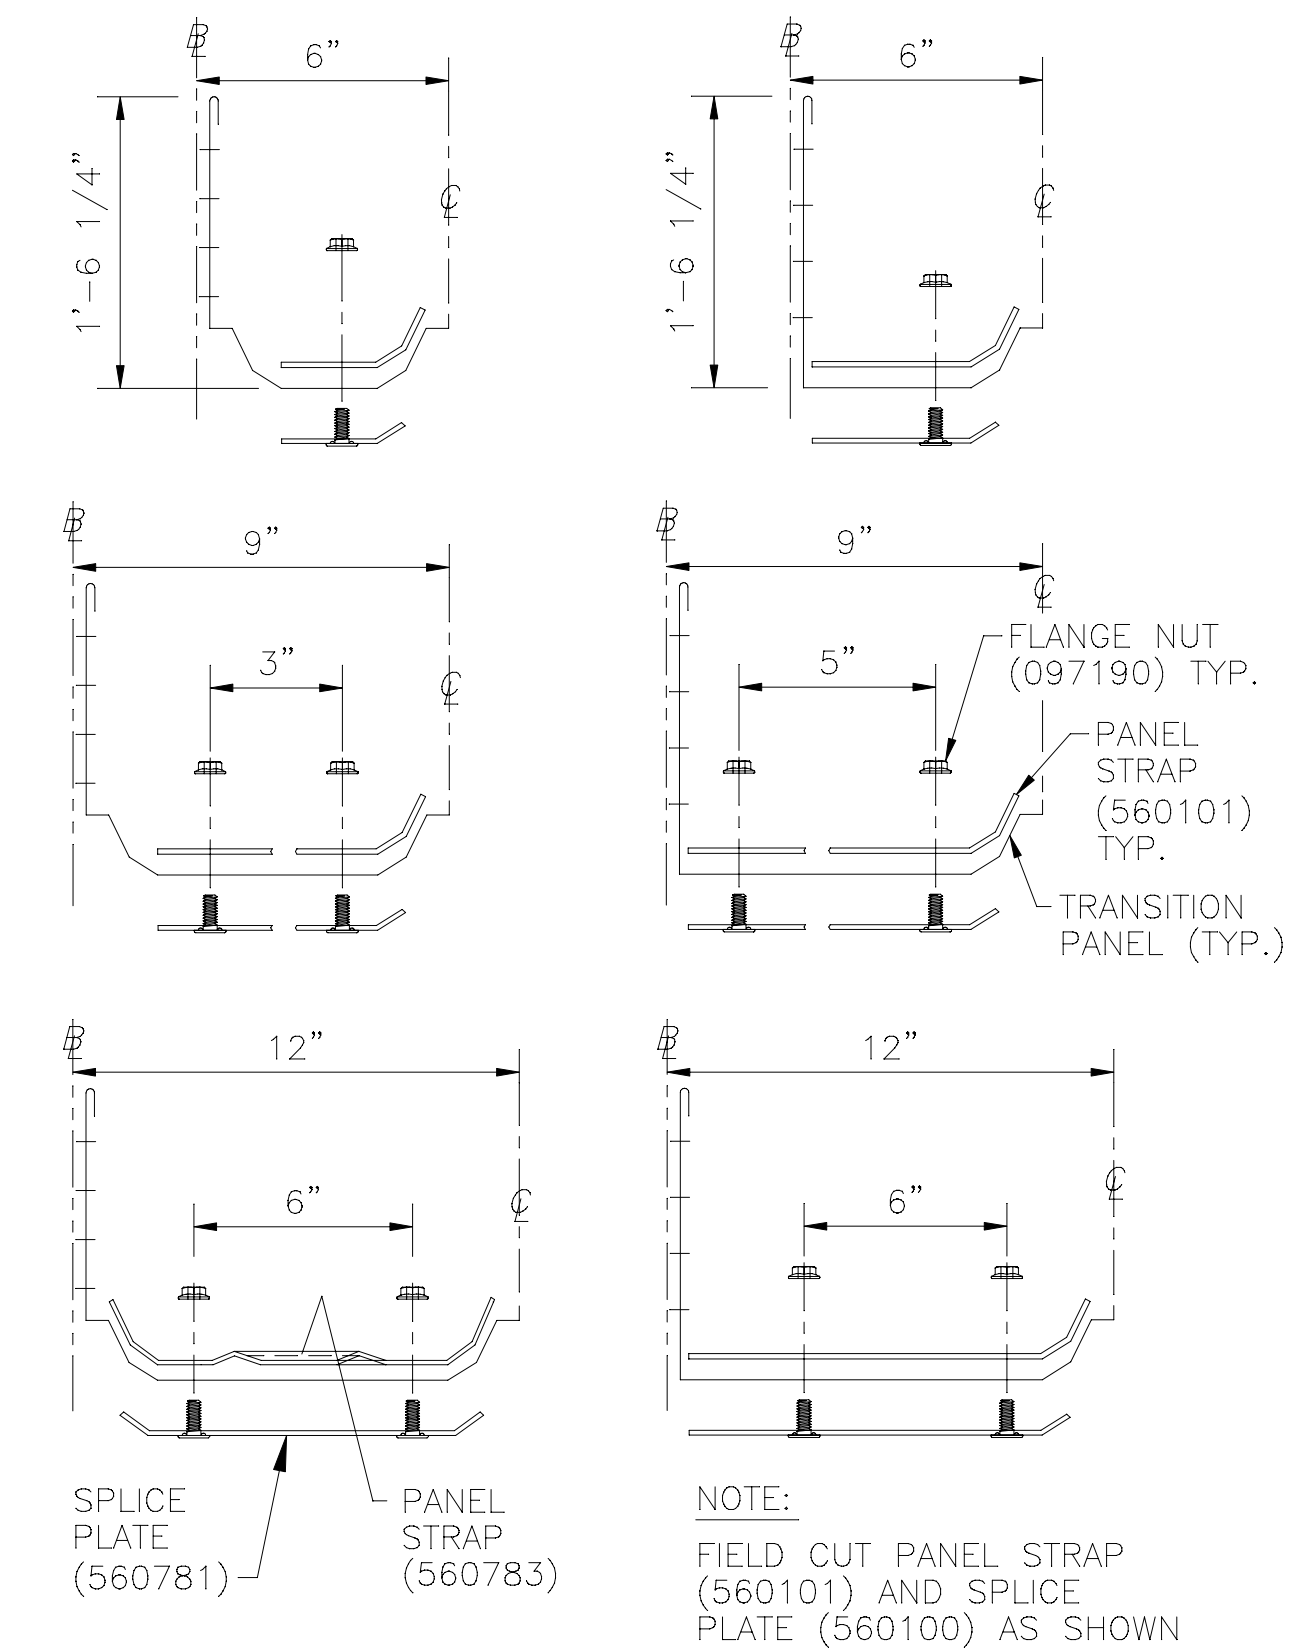 ℄ 6”
1’-6 1/4”
℄
6”
1’-6 1/4”
℄
9”
3”
℄
9”
5”
℄
FLANGE NUT
(097190) TYP.
PANEL
STRAP
(560101)
TYP.
TRANSITION
PANEL (TYP.)
12”
6”
℄
12”
6”
℄
SPLICE
PLATE
(560781)
PANEL
STRAP
(560783)
NOTE:
FIELD CUT PANEL STRAP
(560101) AND SPLICE
PLATE (560100) AS SHOWN